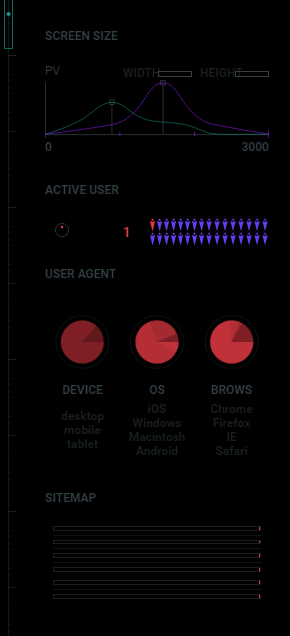 SCREEN SIZE
PV WIDTH HEIGHT
0 3000
ACTIVE USER
1
USER AGENT
DEVICE OS BROWS
desktop iOS Chrome
mobile Windows Firefox
tablet Macintosh IE
Android Safari
SITEMAP